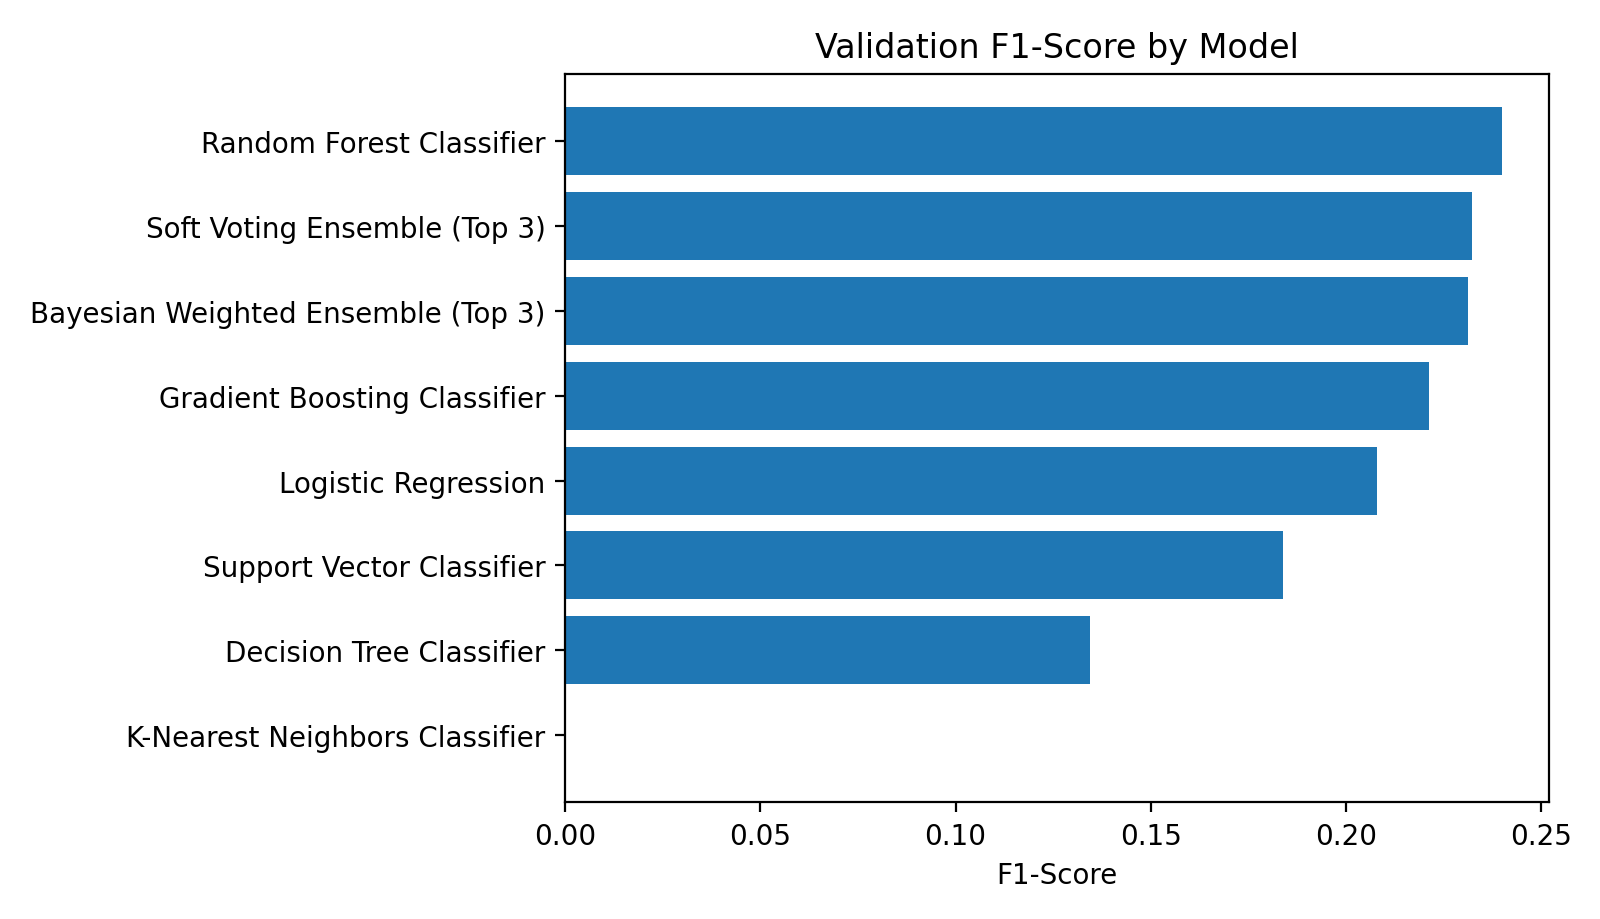 Validation F1-Score by Model
Random Forest Classifier
Soft Voting Ensemble (Top 3)
Bayesian Weighted Ensemble (Top 3)
Gradient Boosting Classifier
Logistic Regression
Support Vector Classifier
Decision Tree Classifier
K-Nearest Neighbors Classifier
0.00 0.05 0.10 0.15 0.20 0.25
F1-Score